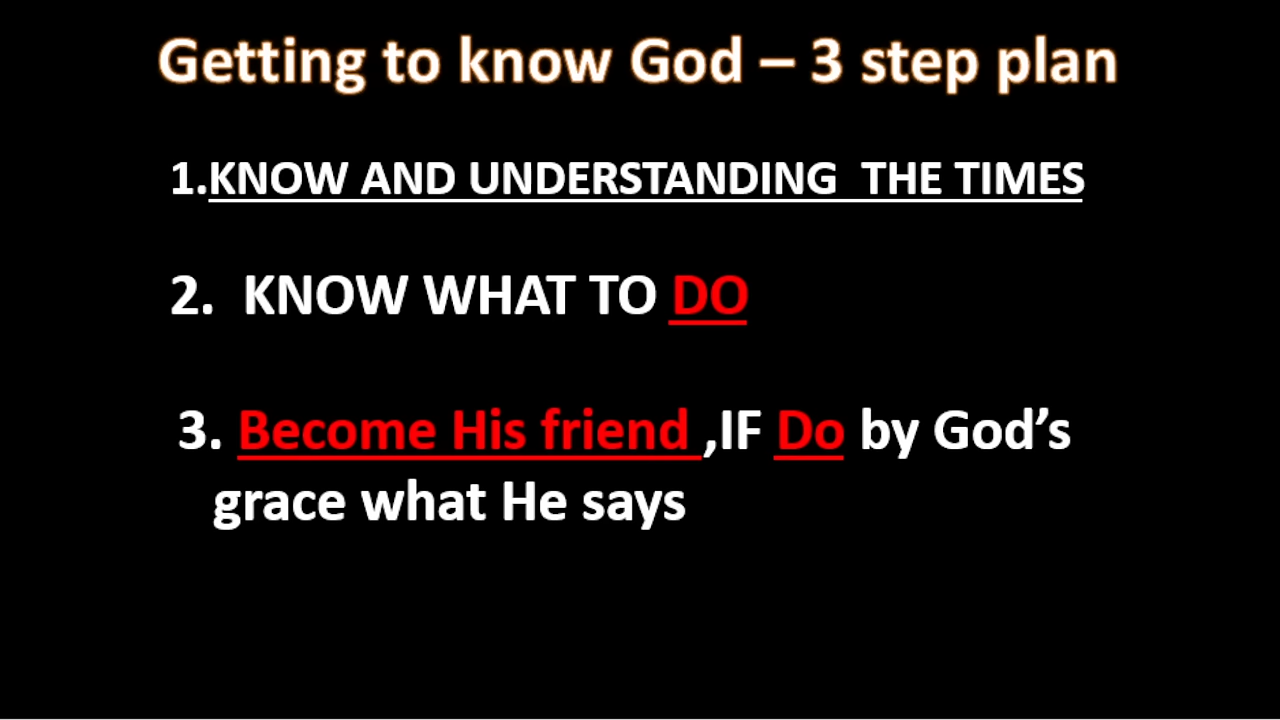 Getting to know God – 3 step plan
1.KNOW AND UNDERSTANDING  THE TIMES
2.  KNOW WHAT TO DO
3. Become His friend ,IF Do by God’s
grace what He says